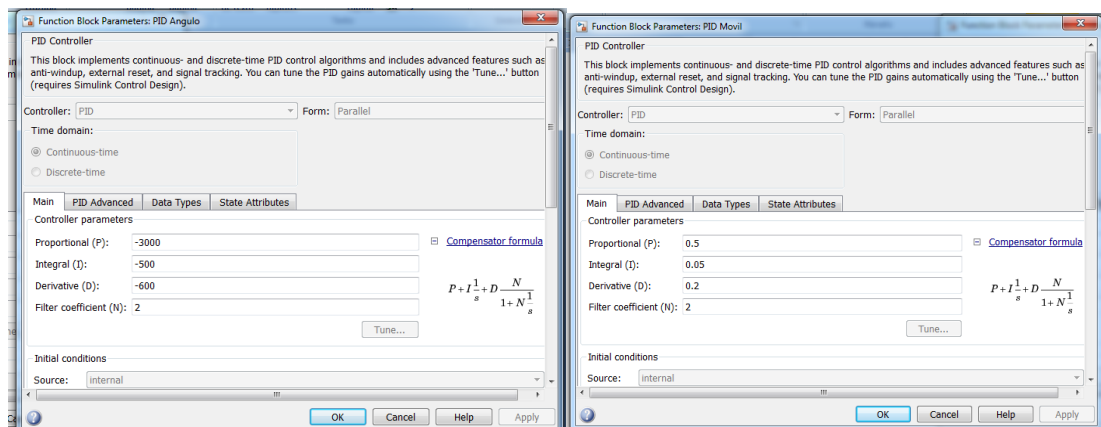 Function Block Parameters: PID Angulo
PID Controller
This block implements continuous- and discrete-time PID control algorithms and includes advanced features such as
anti-windup, external reset, and signal tracking. You can tune the PID gains automatically using the 'Tune...' button
(requires Simulink Control Design).
Controller: PID Form: Parallel
Time domain:
Continuous-time
Discrete-time
Main PID Advanced Data Types State Attributes
Controller parameters
Proportional (P): -3000 Compensator formula
Integral (I): -500
Derivative (D): -600
Filter coefficient (N): 2
P + I 1/s + D N/(1 + N 1/s)
Tune...
Initial conditions
Source: internal
OK Cancel Help Apply
Function Block Parameters: PID Movil
PID Controller
This block implements continuous- and discrete-time PID control algorithms and includes advanced features such as
anti-windup, external reset, and signal tracking. You can tune the PID gains automatically using the 'Tune...' button
(requires Simulink Control Design).
Controller: PID Form: Parallel
Time domain:
Continuous-time
Discrete-time
Main PID Advanced Data Types State Attributes
Controller parameters
Proportional (P): 0.5 Compensator formula
Integral (I): 0.05
Derivative (D): 0.2
Filter coefficient (N): 2
P + I 1/s + D N/(1 + N 1/s)
Tune...
Initial conditions
Source: internal
OK Cancel Help Apply